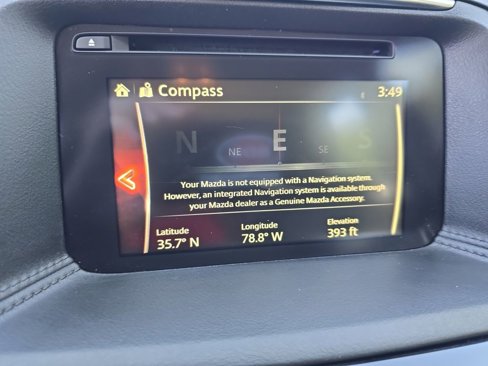 Compass
3:49
N NE E SE S
Your Mazda is not equipped with a Navigation system.
However, an integrated Navigation system is available through
your Mazda dealer as a Genuine Mazda Accessory.
Latitude Longitude Elevation
35.7° N 78.8° W 393 ft